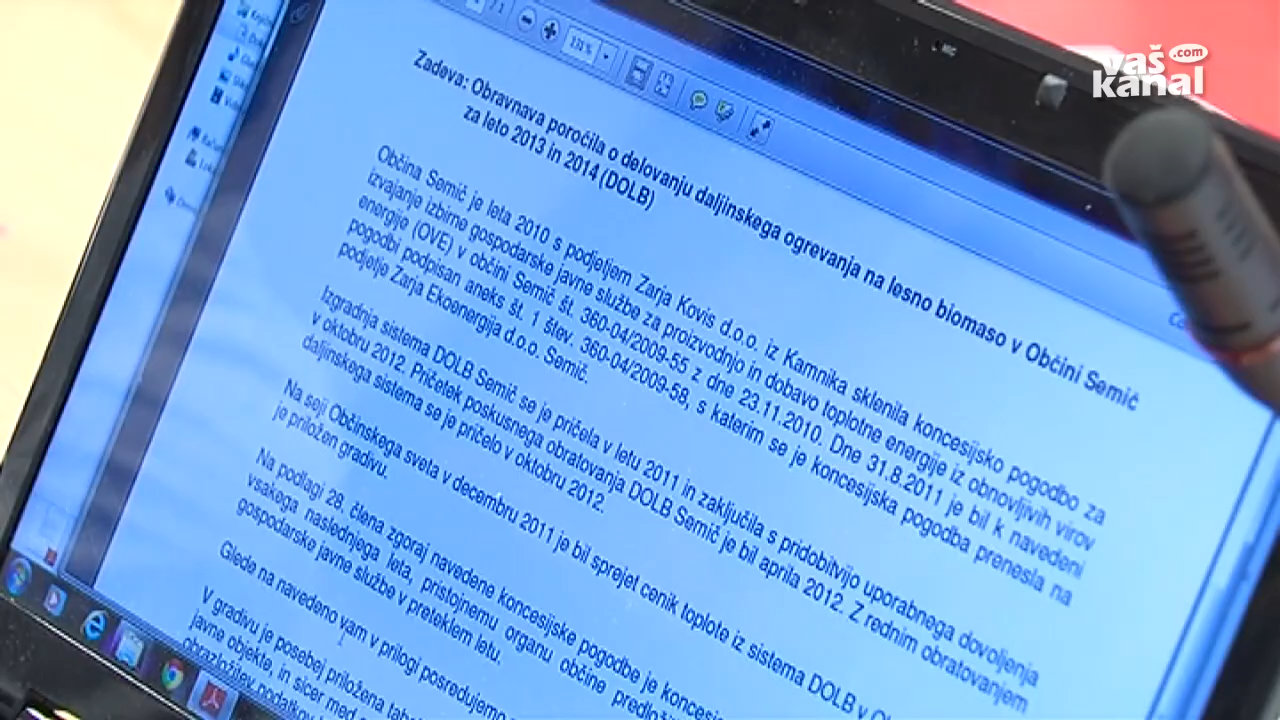 vaš
.com
kanal
Zadeva: Obravnava poročila o delovanju daljinskega ogrevanja na lesno biomaso v Občini Semič
za leto 2013 in 2014 (DOLB)
Občina Semič je leta 2010 s podjetjem Zarja Kovis d.o.o. iz Kamnika sklenila koncesijsko pogodbo za
izvajanje izbirne gospodarske javne službe za proizvodnjo in dobavo toplotne energije iz obnovljivih virov
energije (OVE) v občini Semič št. 360-04/2009-55 z dne 23.11.2010. Dne 31.8.2011 je bil k navedeni
pogodbi podpisan aneks št. 1 štev. 360-04/2009-58, s katerim se je koncesijska pogodba prenesla na
podjetje Zarja Ekoenergija d.o.o. Semič.
Izgradnja sistema DOLB Semič se je pričela v letu 2011 in zaključila s pridobitvijo uporabnega dovoljenja
v oktobru 2012. Pričetek poskusnega obratovanja DOLB Semič je bil aprila 2012. Z rednim obratovanjem
daljinskega sistema se je pričelo v oktobru 2012.
Na seji Občinskega sveta v decembru 2011 je bil sprejet cenik toplote iz sistema DOLB v
je priložen gradivu.
Na podlagi 28. člena zgoraj navedene koncesijske pogodbe je
vsakega naslednjega leta, pristojnemu organu občine
gospodarske javne službe v preteklem letu.
Glede na navedeno vam v prilogi posredujemo
V gradivu je posebej priložena
javne objekte, in sicer med
obrazložitev podatkov